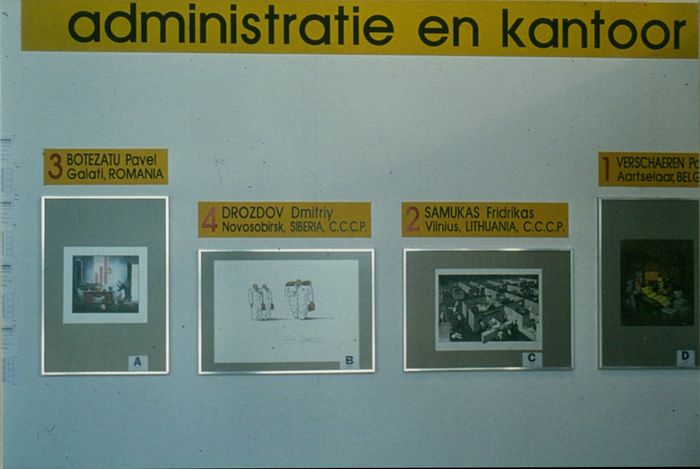 administratie en kantoor
3 BOTEZATU Pavel
Galati, ROMANIA
4 DROZDOV Dmitriy
Novosobirsk, SIBERIA, C.C.C.P.
2 SAMUKAS Fridrikas
Vilnius, LITHUANIA, C.C.C.P.
1 VERSCHAEREN
Aartselaar,
A
B
C
D